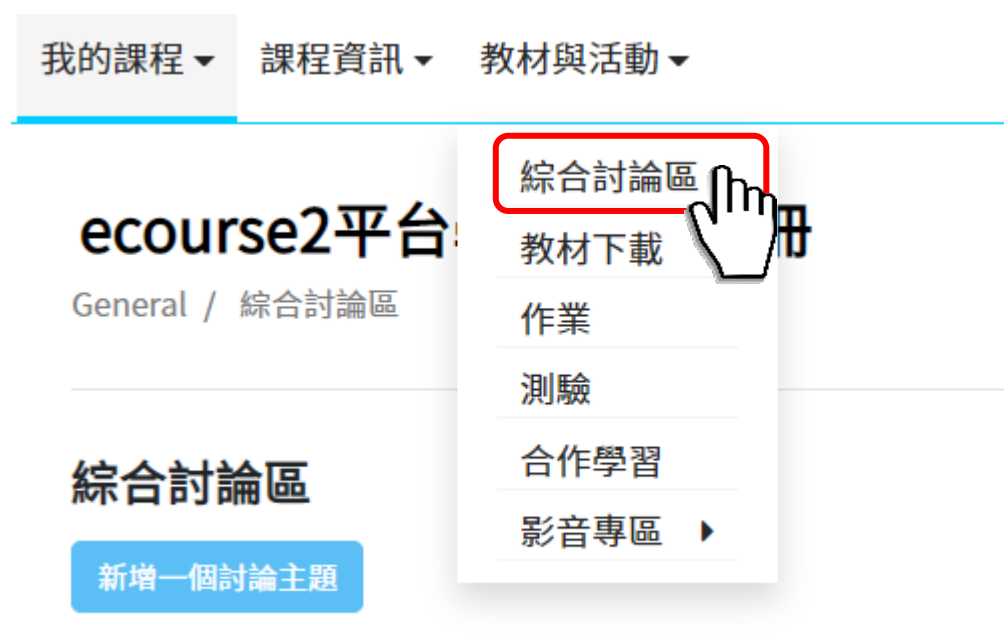 我的課程 課程資訊 教材與活動
綜合討論區
ecourse2平台 冊
教材下載
General / 綜合討論區
作業
測驗
合作學習
綜合討論區
影音專區
新增一個討論主題